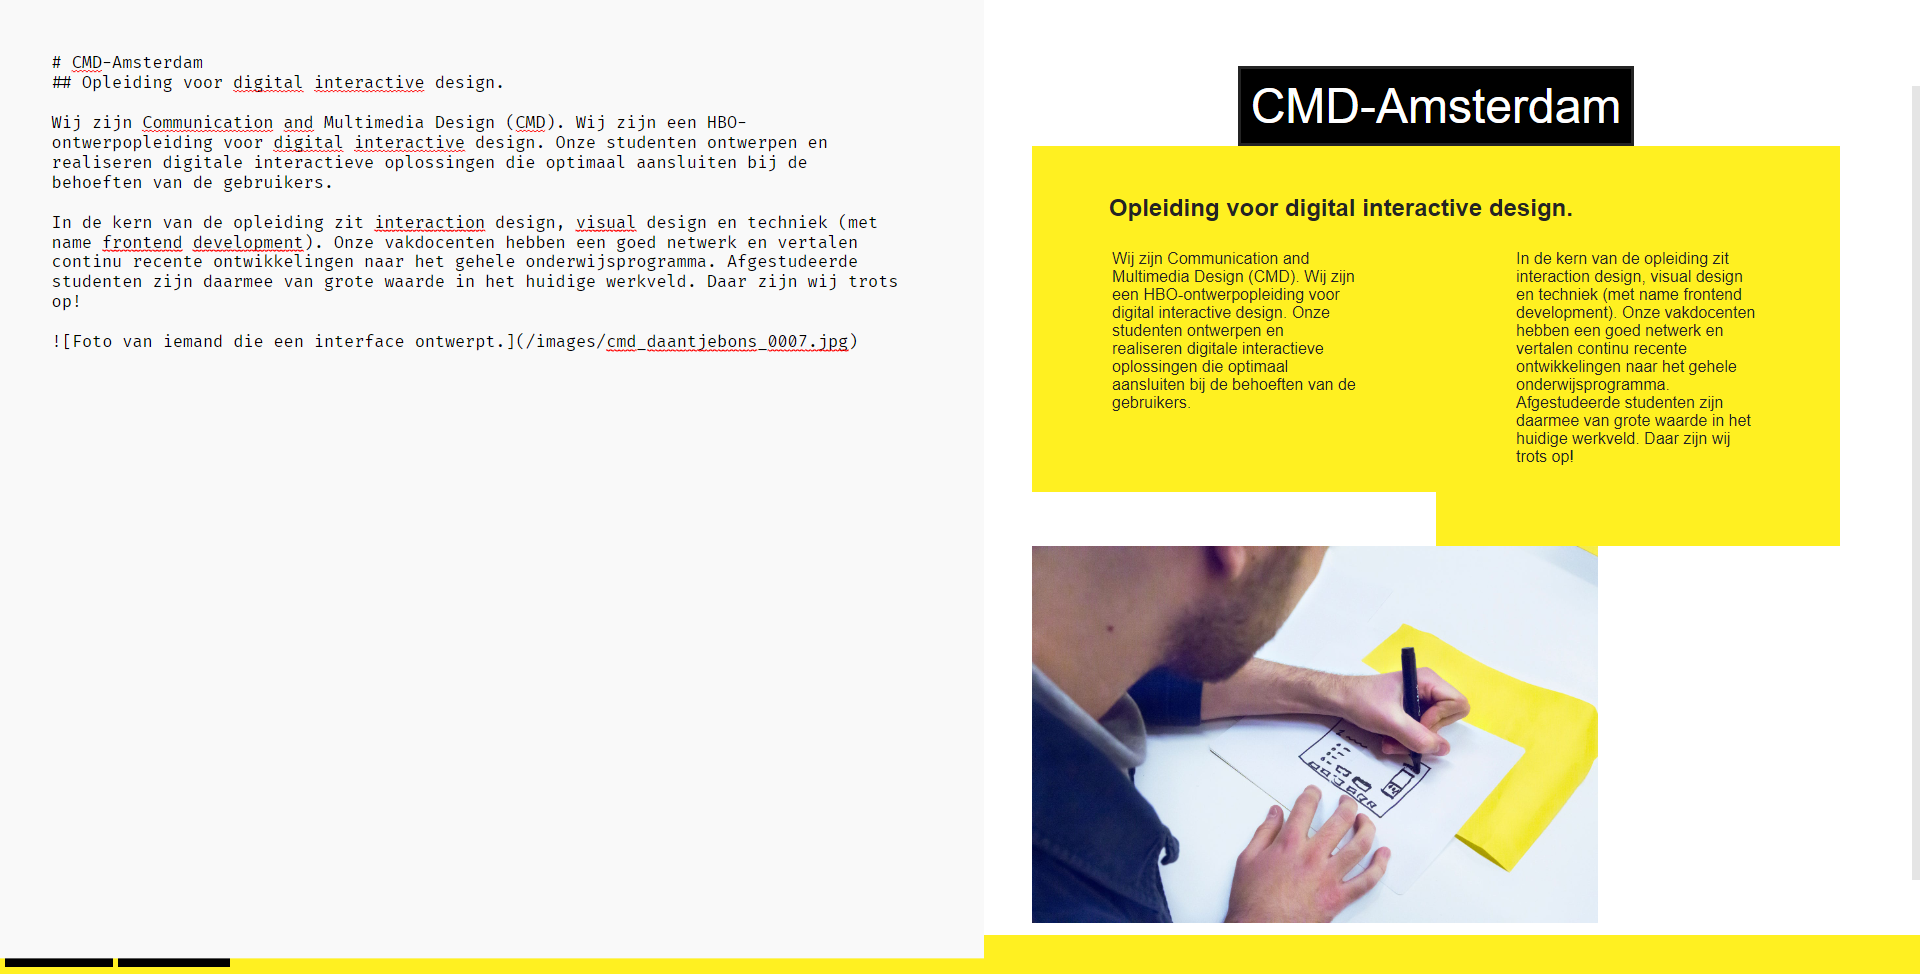 # CMD-Amsterdam
## Opleiding voor digital interactive design.
Wij zijn Communication and Multimedia Design (CMD). Wij zijn een HBO-
ontwerpopleiding voor digital interactive design. Onze studenten ontwerpen en
realiseren digitale interactieve oplossingen die optimaal aansluiten bij de
behoeften van de gebruikers.
In de kern van de opleiding zit interaction design, visual design en techniek (met
name frontend development). Onze vakdocenten hebben een goed netwerk en vertalen
continu recente ontwikkelingen naar het gehele onderwijsprogramma. Afgestudeerde
studenten zijn daarmee van grote waarde in het huidige werkveld. Daar zijn wij trots
op!
![Foto van iemand die een interface ontwerpt.](/images/cmd_daantjebons_0007.jpg)
CMD-Amsterdam
Opleiding voor digital interactive design.
Wij zijn Communication and
Multimedia Design (CMD). Wij zijn
een HBO-ontwerpopleiding voor
digital interactive design. Onze
studenten ontwerpen en
realiseren digitale interactieve
oplossingen die optimaal
aansluiten bij de behoeften van de
gebruikers.
In de kern van de opleiding zit
interaction design, visual design
en techniek (met name frontend
development). Onze vakdocenten
hebben een goed netwerk en
vertalen continu recente
ontwikkelingen naar het gehele
onderwijsprogramma.
Afgestudeerde studenten zijn
daarmee van grote waarde in het
huidige werkveld. Daar zijn wij
trots op!